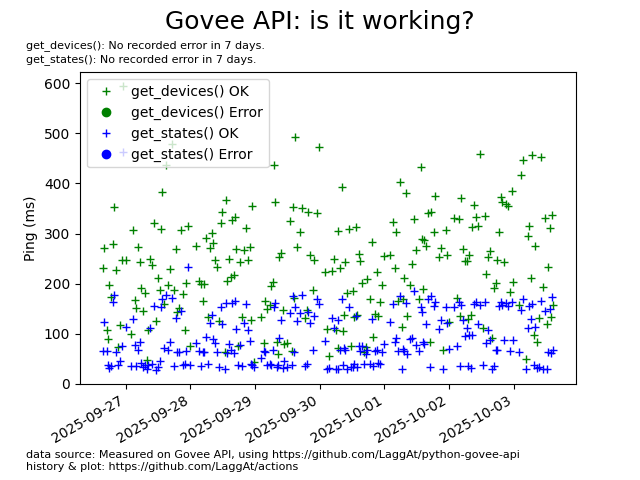 Govee API: is it working?
get_devices(): No recorded error in 7 days.
get_states(): No recorded error in 7 days.
get_devices() OK
get_devices() Error
get_states() OK
get_states() Error
Ping (ms)
600
500
400
300
200
100
0
2025-09-27
2025-09-28
2025-09-29
2025-09-30
2025-10-01
2025-10-02
2025-10-03
data source: Measured on Govee API, using https://github.com/LaggAt/python-govee-api
history & plot: https://github.com/LaggAt/actions